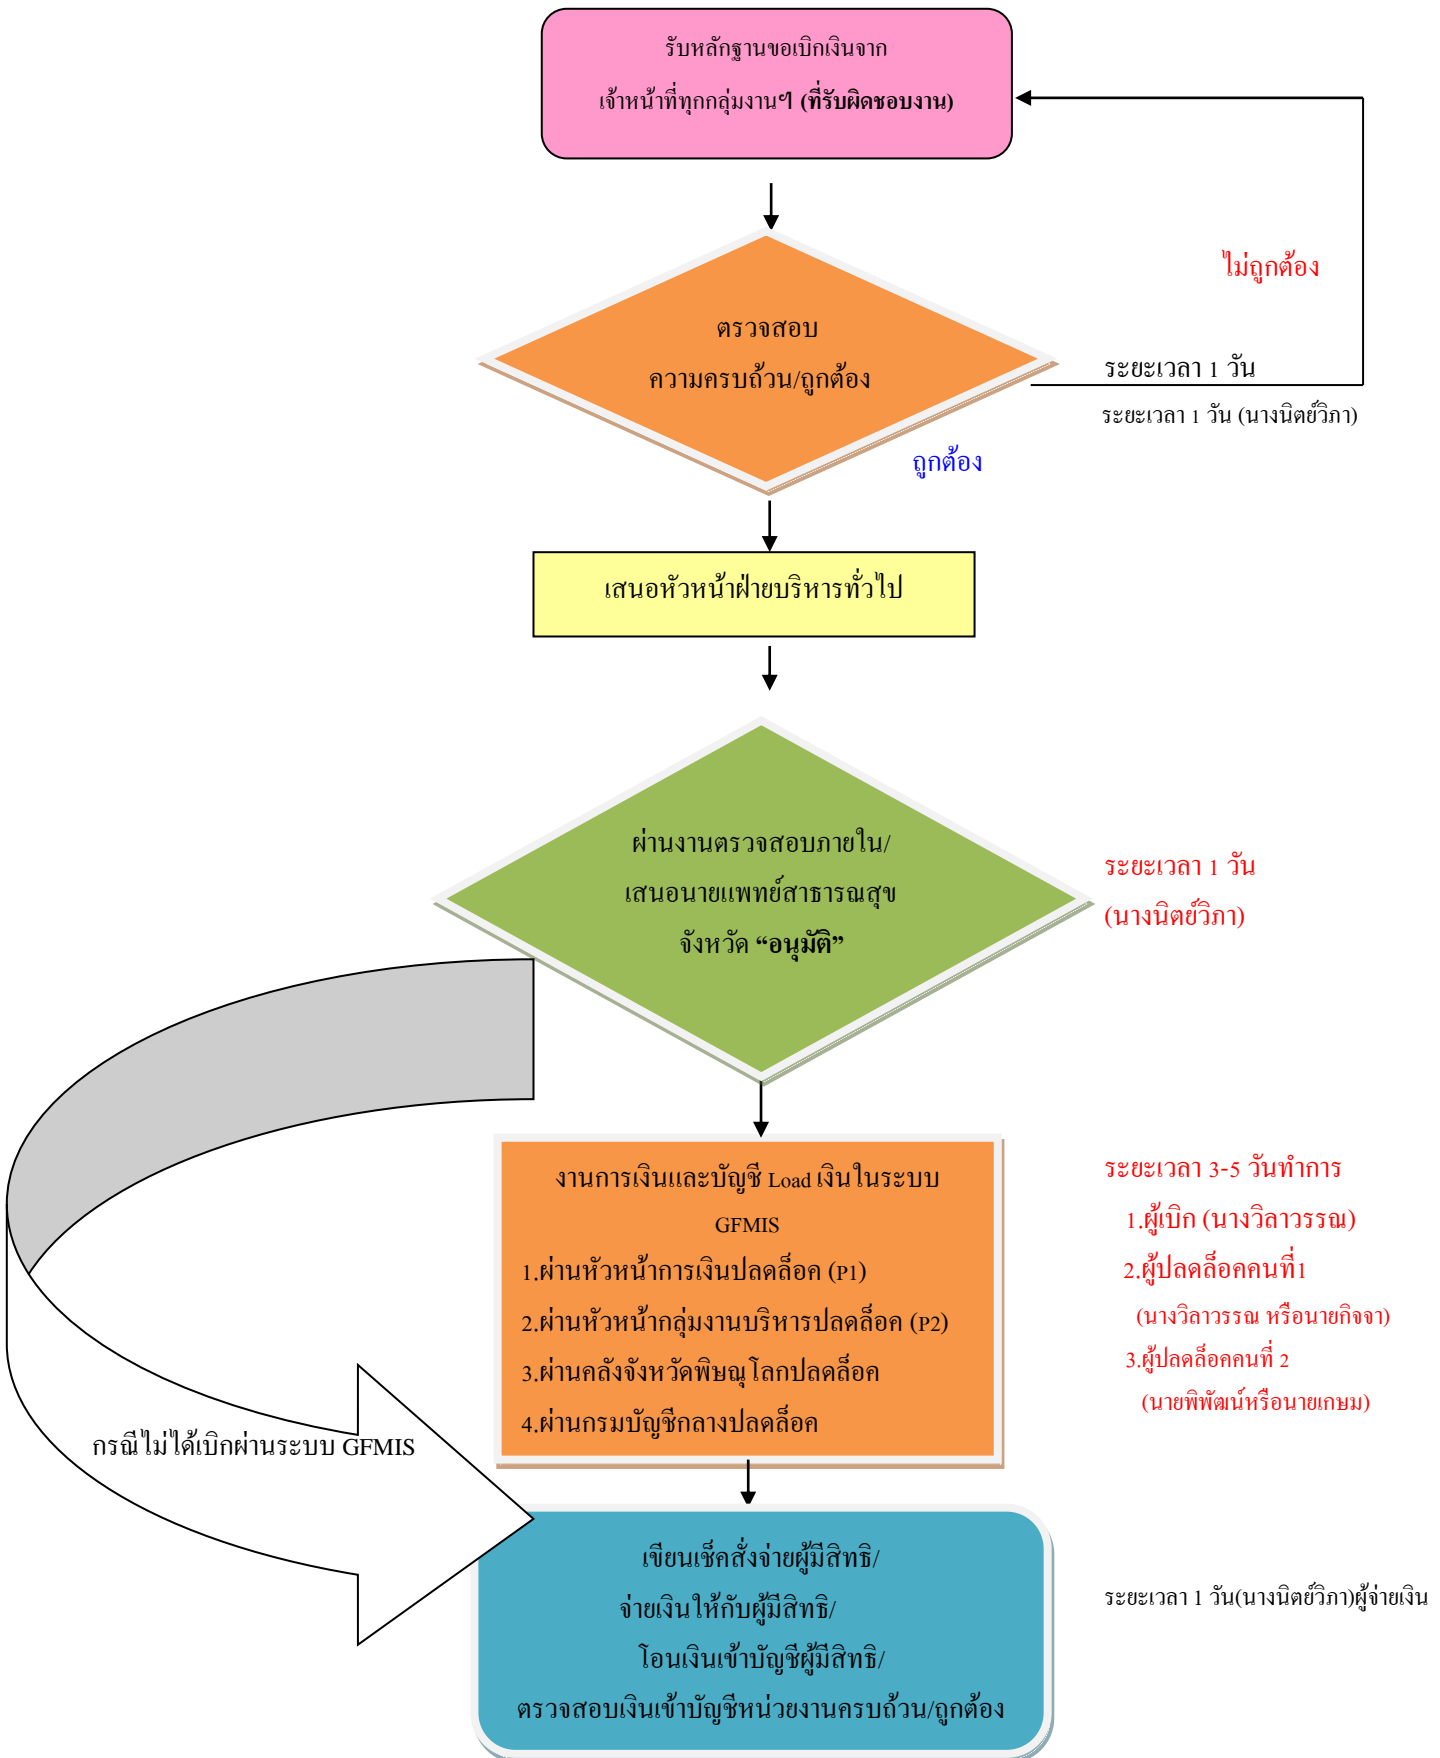 รับหลักฐานขอเบิกเงินจาก
เจ้าหน้าที่ทุกกลุ่มงานฯ (ที่รับผิดชอบงาน)
ไม่ถูกต้อง
ตรวจสอบ
ความครบถ้วน/ถูกต้อง
ระยะเวลา 1 วัน
ระยะเวลา 1 วัน (นางนิตย์วิภา)
ถูกต้อง
เสนอหัวหน้าฝ่ายบริหารทั่วไป
ผ่านงานตรวจสอบภายใน/
เสนอนายแพทย์สาธารณสุข
จังหวัด “อนุมัติ”
ระยะเวลา 1 วัน
(นางนิตย์วิภา)
งานการเงินและบัญชี Load เงินในระบบ
GFMIS
1.ผ่านหัวหน้าการเงินปลดล็อค (P1)
2.ผ่านหัวหน้ากลุ่มงานบริหารปลดล็อค (P2)
3.ผ่านคลังจังหวัดพิษณุโลกปลดล็อค
4.ผ่านกรมบัญชีกลางปลดล็อค
ระยะเวลา 3-5 วันทำการ
1.ผู้เบิก (นางวิลาวรรณ)
2.ผู้ปลดล็อคคนที่1
(นางวิลาวรรณ หรือนายกิจจา)
3.ผู้ปลดล็อคคนที่ 2
(นายพิพัฒน์หรือนายเกษม)
กรณีไม่ได้เบิกผ่านระบบ GFMIS
เขียนเช็คสั่งจ่ายผู้มีสิทธิ/
จ่ายเงินให้กับผู้มีสิทธิ/
โอนเงินเข้าบัญชีผู้มีสิทธิ/
ตรวจสอบเงินเข้าบัญชีหน่วยงานครบถ้วน/ถูกต้อง
ระยะเวลา 1 วัน(นางนิตย์วิภา)ผู้จ่ายเงิน